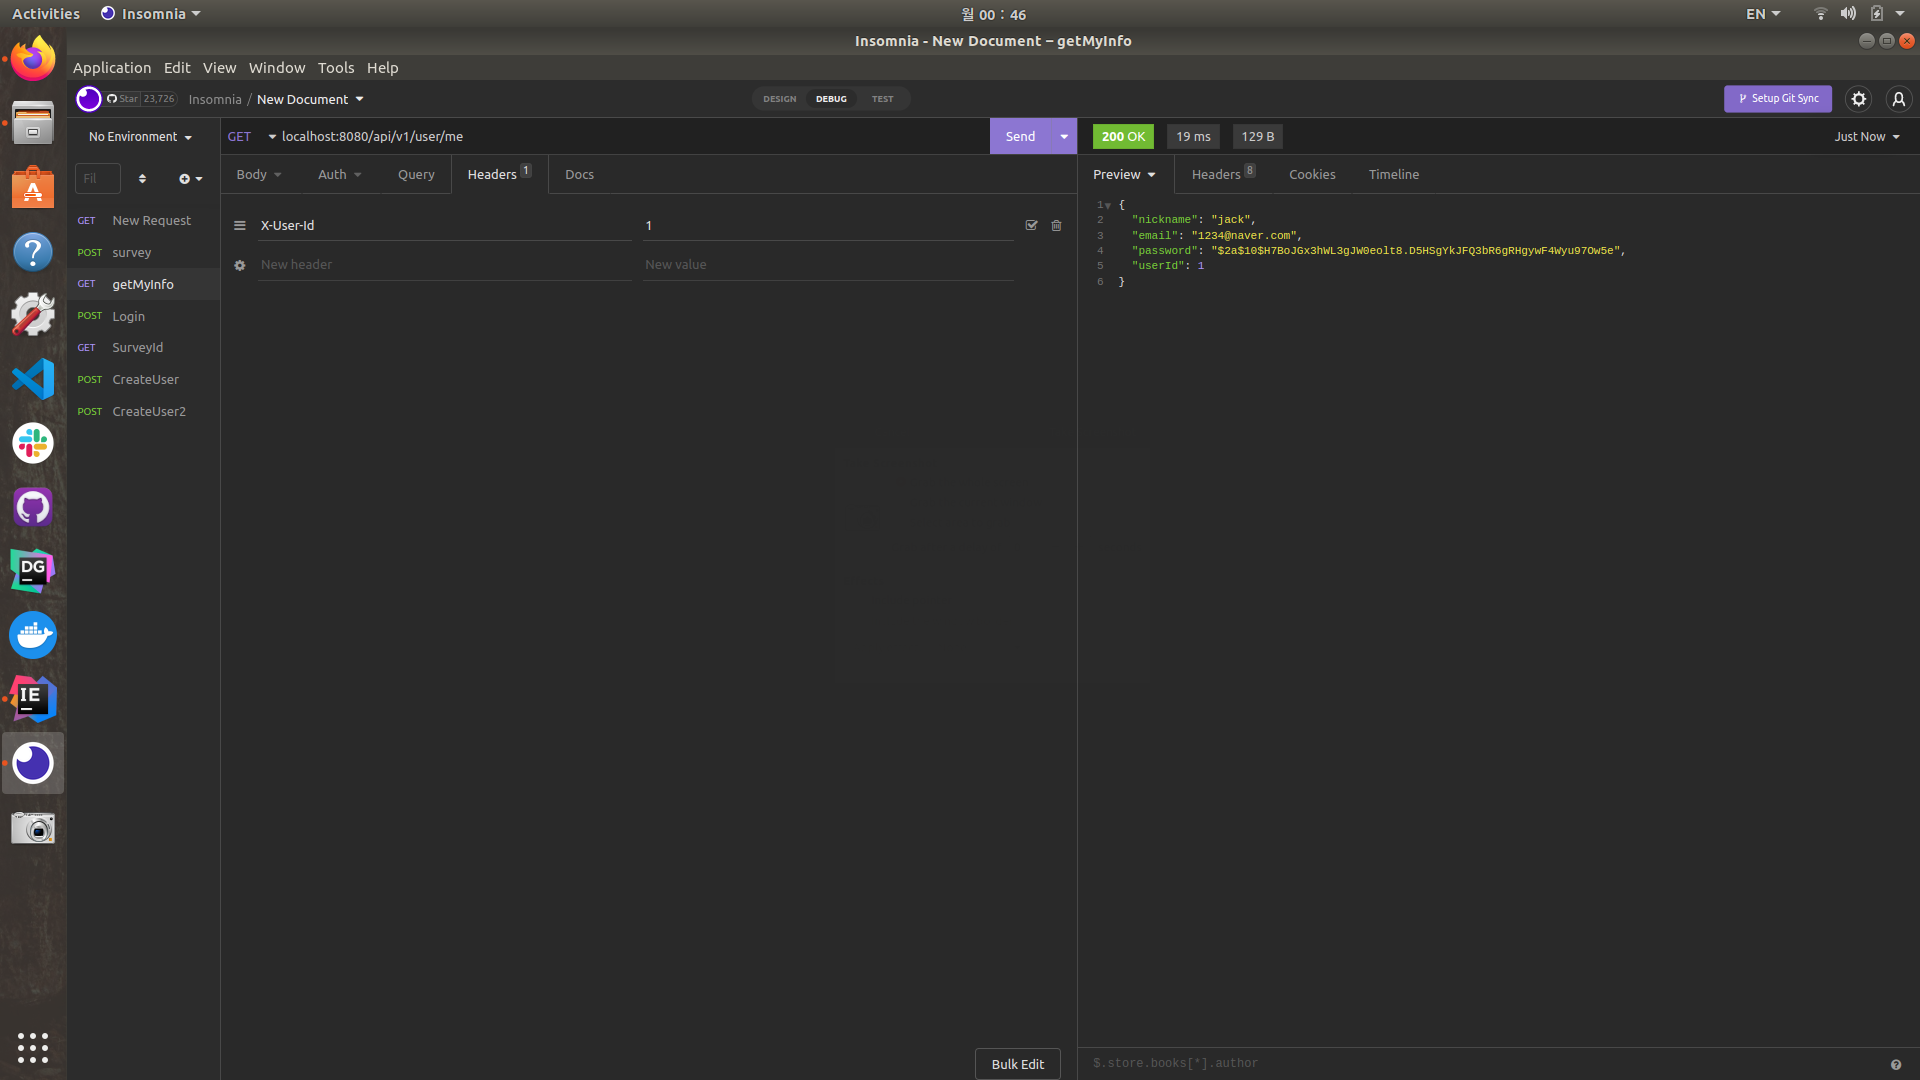 Activities Insomnia 월 00 : 46 EN
Insomnia - New Document – getMyInfo
Application Edit View Window Tools Help
Star 23,726 Insomnia / New Document DESIGN DEBUG TEST Setup Git Sync
No Environment GET localhost:8080/api/v1/user/me Send 200 OK 19 ms 129 B Just Now
Fil Body Auth Query Headers 1 Docs Preview Headers 8 Cookies Timeline
GET New Request
POST survey
GET getMyInfo
POST Login
GET SurveyId
POST CreateUser
POST CreateUser2
X-User-Id 1
New header New value
Bulk Edit
1 {
2 "nickname": "jack",
3 "email": "1234@naver.com",
4 "password": "$2a$10$H7BoJGx3hWL3gJW0eolt8.D5HSgYkJFQ3bR6gRHgywF4Wyu97Ow5e",
5 "userId": 1
6 }
$.store.books[*].author
A
DG
IE